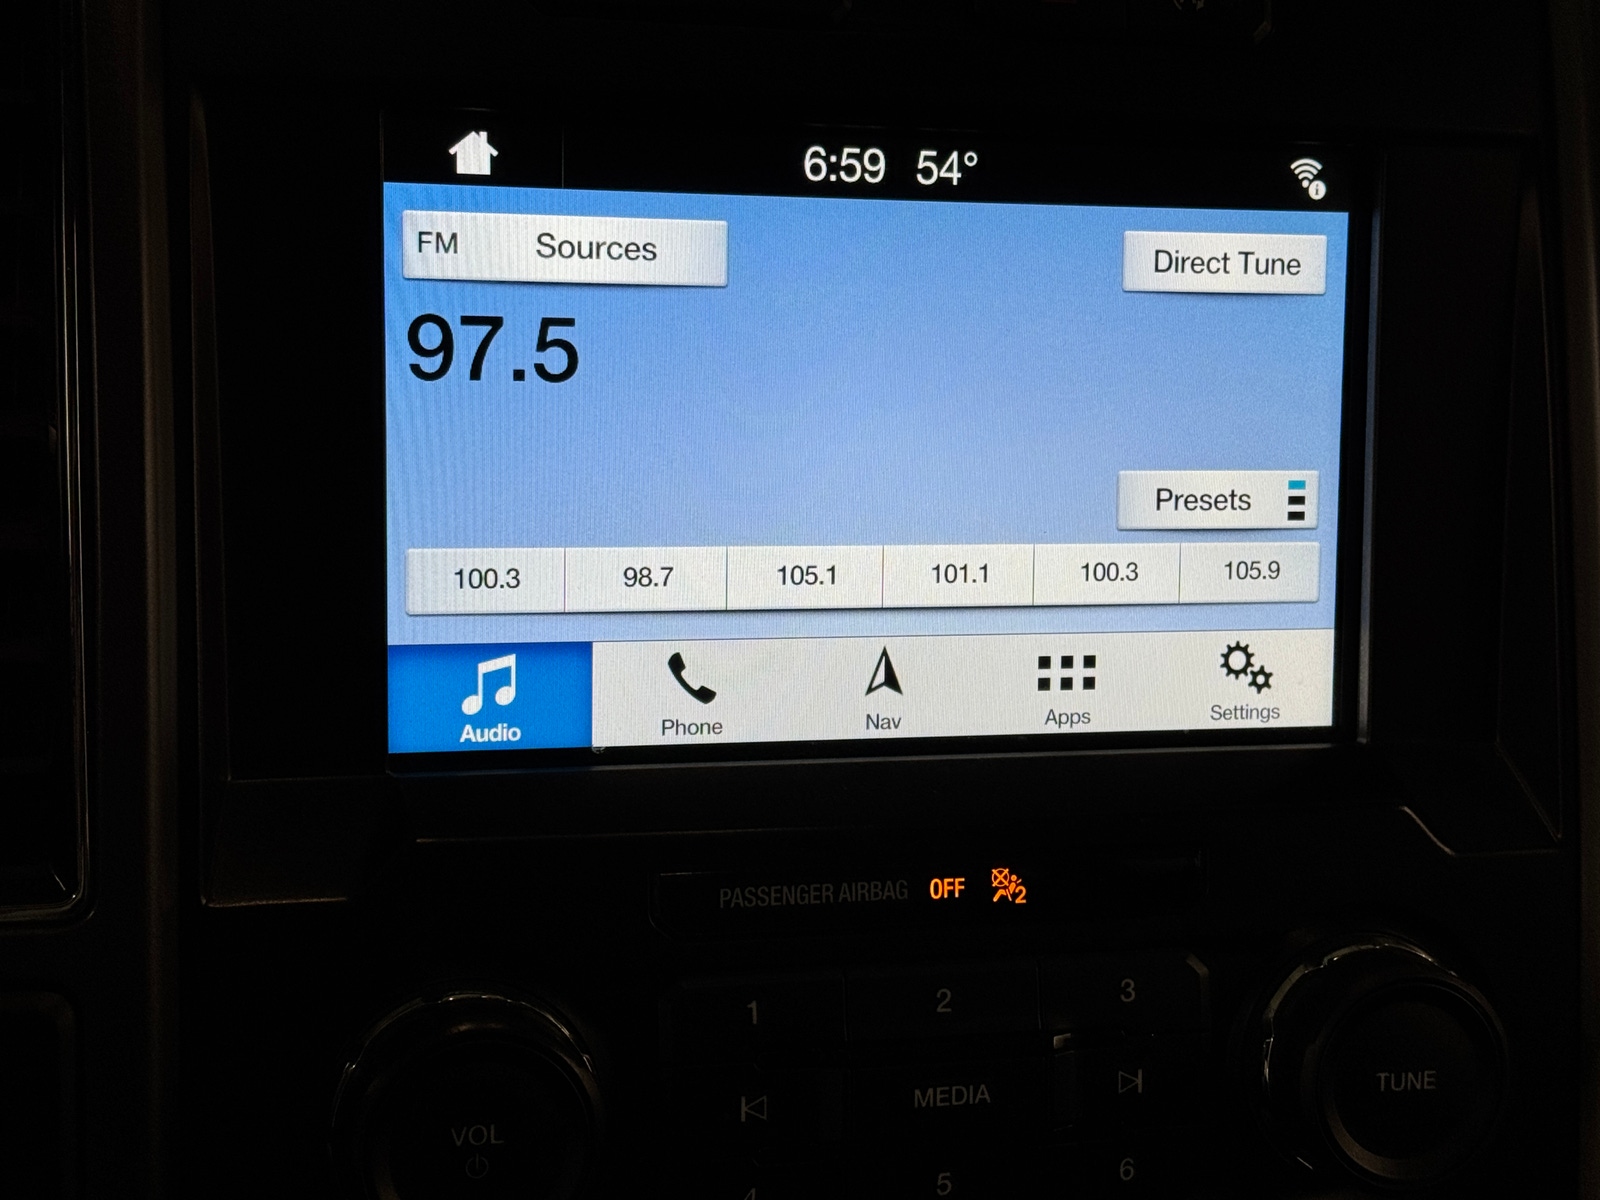 6:59 54°
FM Sources
Direct Tune
97.5
Presets
100.3 98.7 105.1 101.1 100.3 105.9
Audio Phone Nav Apps Settings
PASSENGER AIRBAG OFF 2
1 2 3
MEDIA
TUNE
VOL
4 5 6